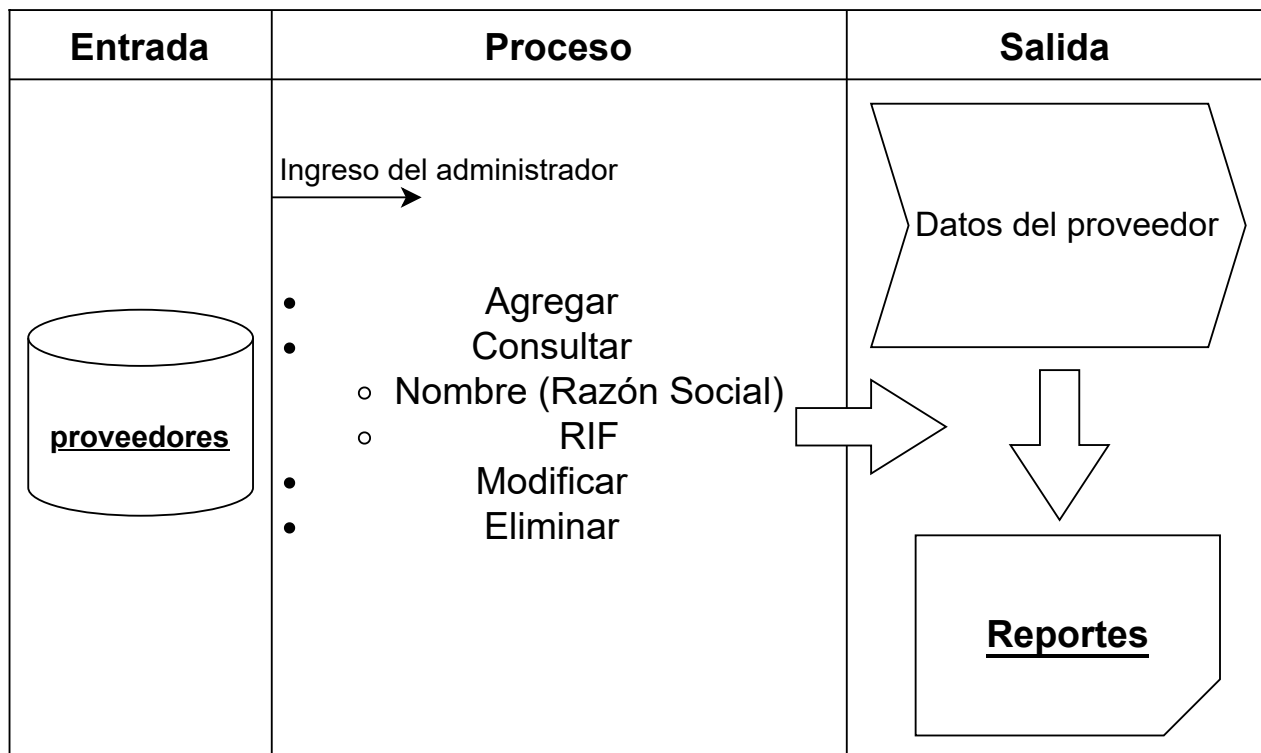 Entrada
Proceso
Salida
proveedores
Ingreso del administrador
Agregar
Consultar
Nombre (Razón Social)
RIF
Modificar
Eliminar
Datos del proveedor
Reportes